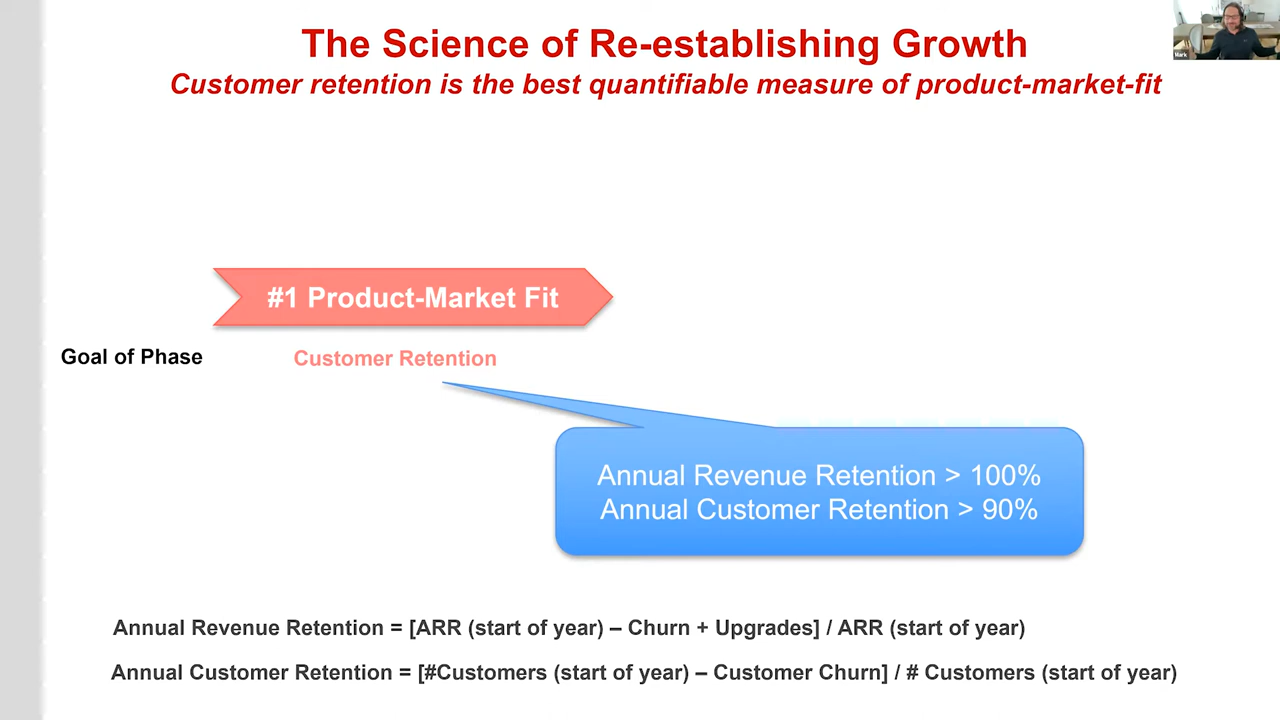 The Science of Re-establishing Growth
Customer retention is the best quantifiable measure of product-market-fit
Mark
#1 Product-Market Fit
Goal of Phase
Customer Retention
Annual Revenue Retention > 100%
Annual Customer Retention > 90%
Annual Revenue Retention = [ARR (start of year) – Churn + Upgrades] / ARR (start of year)
Annual Customer Retention = [#Customers (start of year) – Customer Churn] / # Customers (start of year)